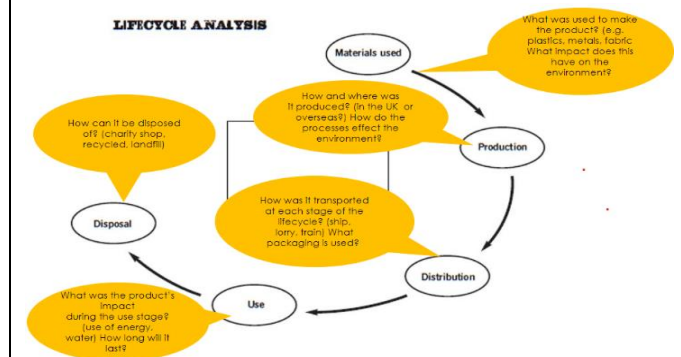 LIFECYCLE ANALYSIS
What was used to make
the product? (e.g.
plastics, metals, fabric
What impact does this
have on the
environment?
Materials used
How and where was
it produced? (in the UK or
overseas?) How do the
processes effect the
environment?
Production
How was it transported
at each stage of the
lifecycle? (ship,
lorry, train) What
packaging is used?
Distribution
What was the product's
impact
during the use stage?
(use of energy,
water) How long will it
last?
Use
How can it be disposed
of? (charity shop,
recycled, landfill)
Disposal